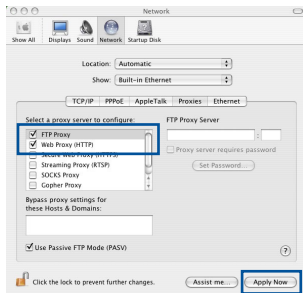 Network
Show All Displays Sound Network Startup Disk
Location: Automatic
Show: Built-in Ethernet
TCP/IP PPPoE AppleTalk Proxies Ethernet
Select a proxy server to configure:
FTP Proxy Server
FTP Proxy
Web Proxy (HTTP)
:
Secure Web Proxy (HTTPS)
Proxy server requires password
Streaming Proxy (RTSP)
Set Password...
SOCKS Proxy
Gopher Proxy
Bypass proxy settings for
these Hosts & Domains:
Use Passive FTP Mode (PASV)
?
Click the lock to prevent further changes.
Assist me...
Apply Now